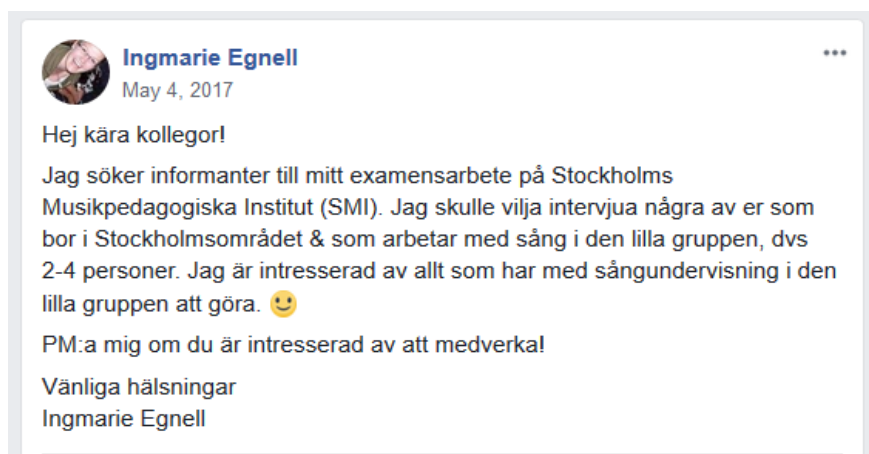 Ingmarie Egnell
May 4, 2017
Hej kära kollegor!
Jag söker informanter till mitt examensarbete på Stockholms
Musikpedagogiska Institut (SMI). Jag skulle vilja intervjua några av er som
bor i Stockholmsområdet & som arbetar med sång i den lilla gruppen, dvs
2-4 personer. Jag är intresserad av allt som har med sångundervisning i den
lilla gruppen att göra. 🙂
PM:a mig om du är intresserad av att medverka!
Vänliga hälsningar
Ingmarie Egnell